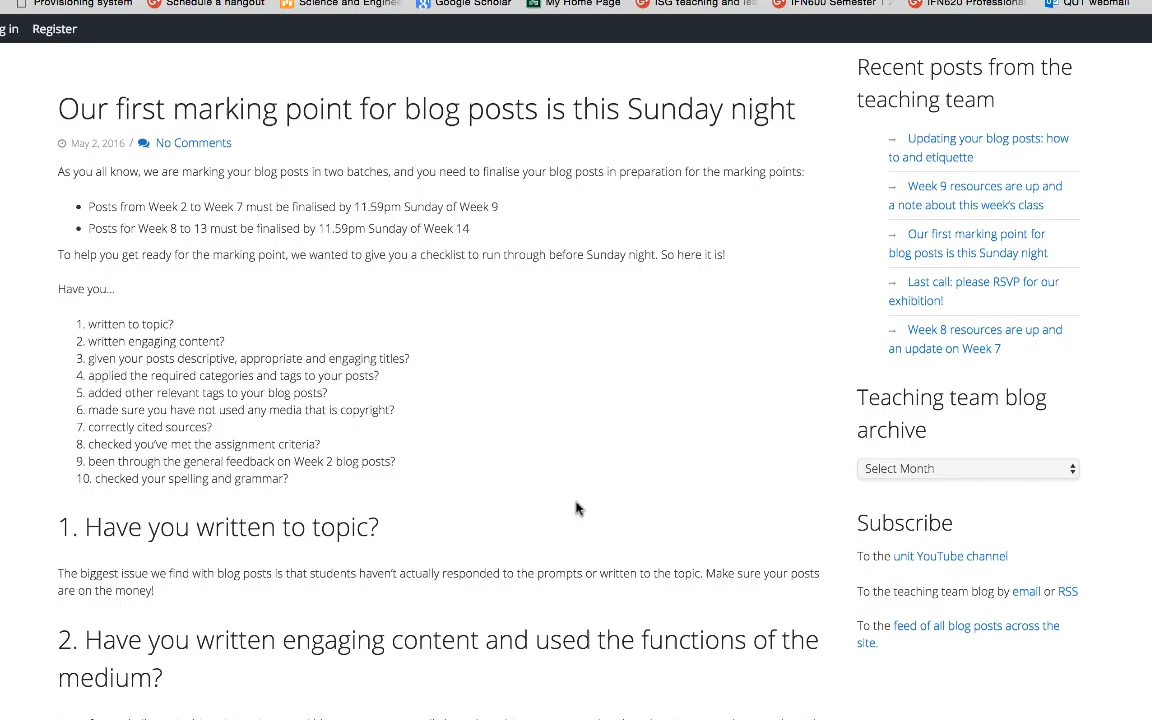 Provisioning system Schedule a hangout Science and Engine Google Scholar My Home Page ISG teaching and lea IFN600 Semester 1 IFN620 Professiona QUT webmail
g in Register
Our first marking point for blog posts is this Sunday night
May 2, 2016 / No Comments
As you all know, we are marking your blog posts in two batches, and you need to finalise your blog posts in preparation for the marking points:
• Posts from Week 2 to Week 7 must be finalised by 11.59pm Sunday of Week 9
• Posts for Week 8 to 13 must be finalised by 11.59pm Sunday of Week 14
To help you get ready for the marking point, we wanted to give you a checklist to run through before Sunday night. So here it is!
Have you...
1. written to topic?
2. written engaging content?
3. given your posts descriptive, appropriate and engaging titles?
4. applied the required categories and tags to your posts?
5. added other relevant tags to your blog posts?
6. made sure you have not used any media that is copyright?
7. correctly cited sources?
8. checked you've met the assignment criteria?
9. been through the general feedback on Week 2 blog posts?
10. checked your spelling and grammar?
1. Have you written to topic?
The biggest issue we find with blog posts is that students haven't actually responded to the prompts or written to the topic. Make sure your posts
are on the money!
2. Have you written engaging content and used the functions of the
medium?
Recent posts from the
teaching team
→ Updating your blog posts: how
to and etiquette
→ Week 9 resources are up and
a note about this week's class
→ Our first marking point for
blog posts is this Sunday night
→ Last call: please RSVP for our
exhibition!
→ Week 8 resources are up and
an update on Week 7
Teaching team blog
archive
Select Month
Subscribe
To the unit YouTube channel
To the teaching team blog by email or RSS
To the feed of all blog posts across the
site.